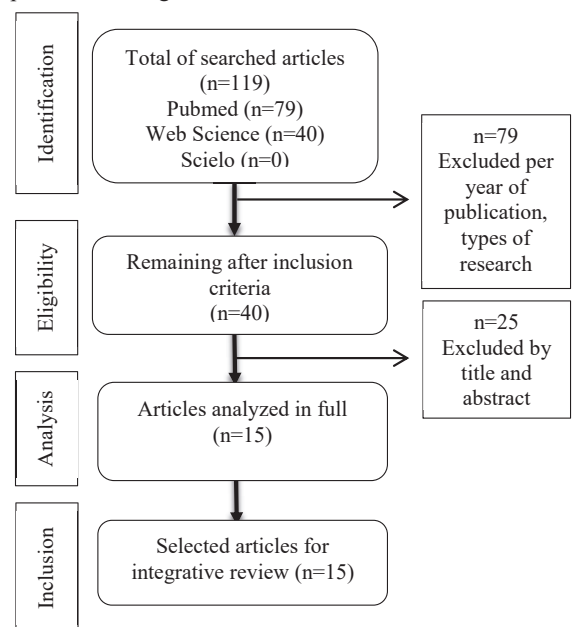 Identification
Total of searched articles
(n=119)
Pubmed (n=79)
Web Science (n=40)
Scielo (n=0)
n=79
Excluded per
year of
publication,
types of
research
Eligibility
Remaining after inclusion
criteria
(n=40)
n=25
Excluded by
title and
abstract
Analysis
Articles analyzed in full
(n=15)
Inclusion
Selected articles for
integrative review (n=15)